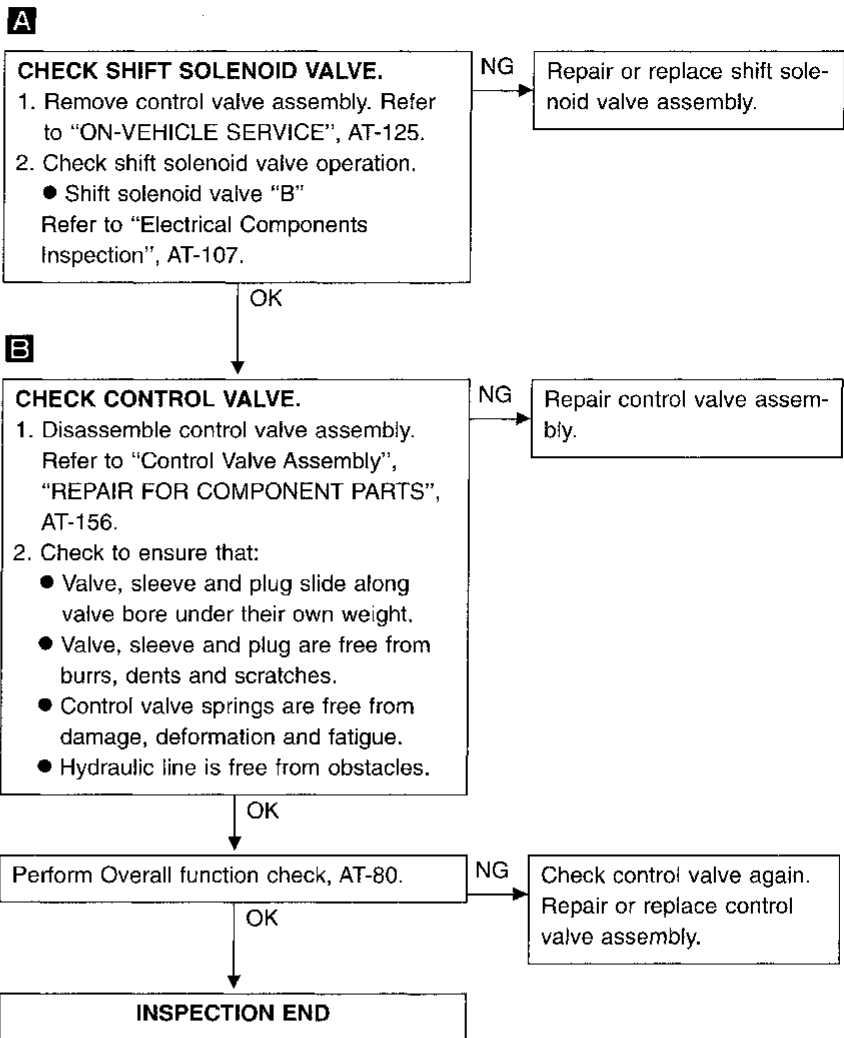 A
CHECK SHIFT SOLENOID VALVE.
1. Remove control valve assembly. Refer
to “ON-VEHICLE SERVICE”, AT-125.
2. Check shift solenoid valve operation.
● Shift solenoid valve “B”
Refer to “Electrical Components
Inspection”, AT-107.
NG
Repair or replace shift sole-
noid valve assembly.
OK
B
CHECK CONTROL VALVE.
1. Disassemble control valve assembly.
Refer to “Control Valve Assembly”,
“REPAIR FOR COMPONENT PARTS”,
AT-156.
2. Check to ensure that:
● Valve, sleeve and plug slide along
valve bore under their own weight.
● Valve, sleeve and plug are free from
burrs, dents and scratches.
● Control valve springs are free from
damage, deformation and fatigue.
● Hydraulic line is free from obstacles.
NG
Repair control valve assem-
bly.
OK
Perform Overall function check, AT-80.
NG
Check control valve again.
Repair or replace control
valve assembly.
OK
INSPECTION END